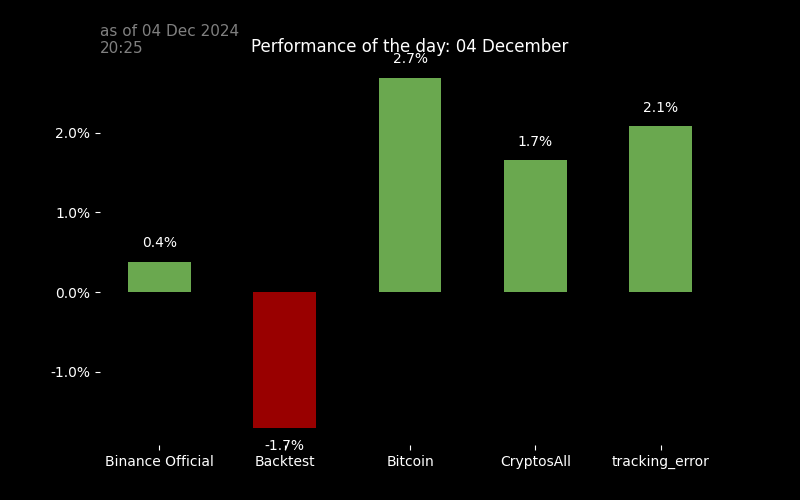 as of 04 Dec 2024
20:25
Performance of the day: 04 December
2.7%
2.1%
2.0%
1.7%
1.0%
0.4%
0.0%
-1.0%
-1.7%
Binance Official
Backtest
Bitcoin
CryptosAll
tracking_error